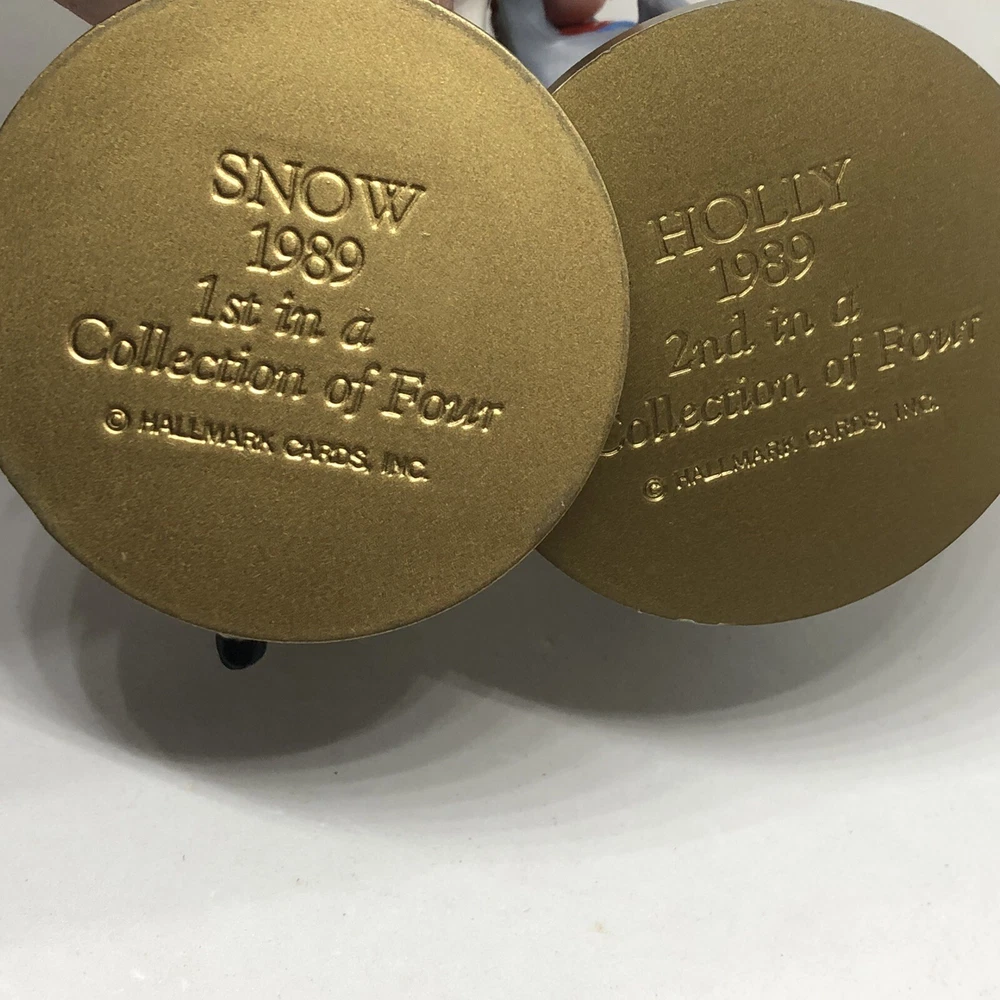 SNOW
1989
1st in a
Collection of Four
© HALLMARK CARDS, INC.
HOLLY
1989
2nd in a
Collection of Four
© HALLMARK CARDS, INC.